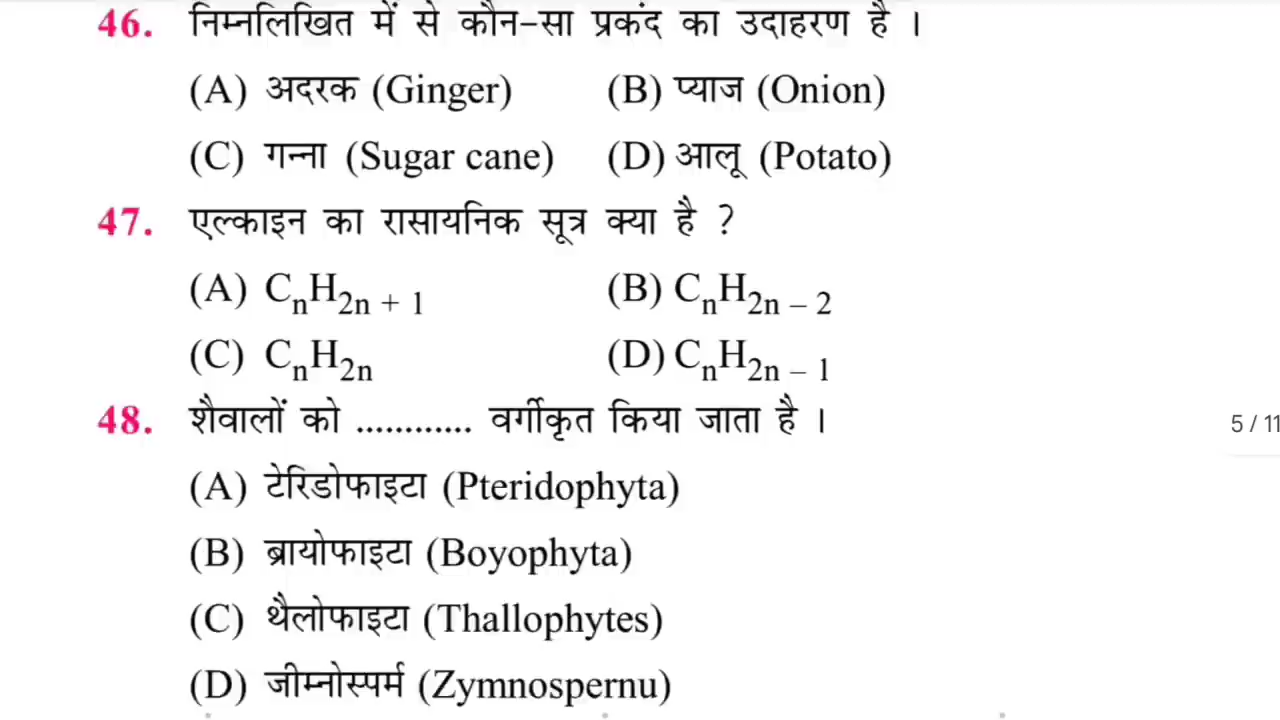 46. निम्नलिखित में से कौन-सा प्रकंद का उदाहरण है ।
(A) अदरक (Ginger) (B) प्याज (Onion)
(C) गन्ना (Sugar cane) (D) आलू (Potato)
47. एल्काइन का रासायनिक सूत्र क्या है ?
(A) CₙH₂ₙ ₊ ₁ (B) CₙH₂ₙ ₋ ₂
(C) CₙH₂ₙ (D) CₙH₂ₙ ₋ ₁
48. शैवालों को ............ वर्गीकृत किया जाता है ।
5 / 11
(A) टेरिडोफाइटा (Pteridophyta)
(B) ब्रायोफाइटा (Boyophyta)
(C) थैलोफाइटा (Thallophytes)
(D) जीम्नोस्पर्म (Zymnospernu)